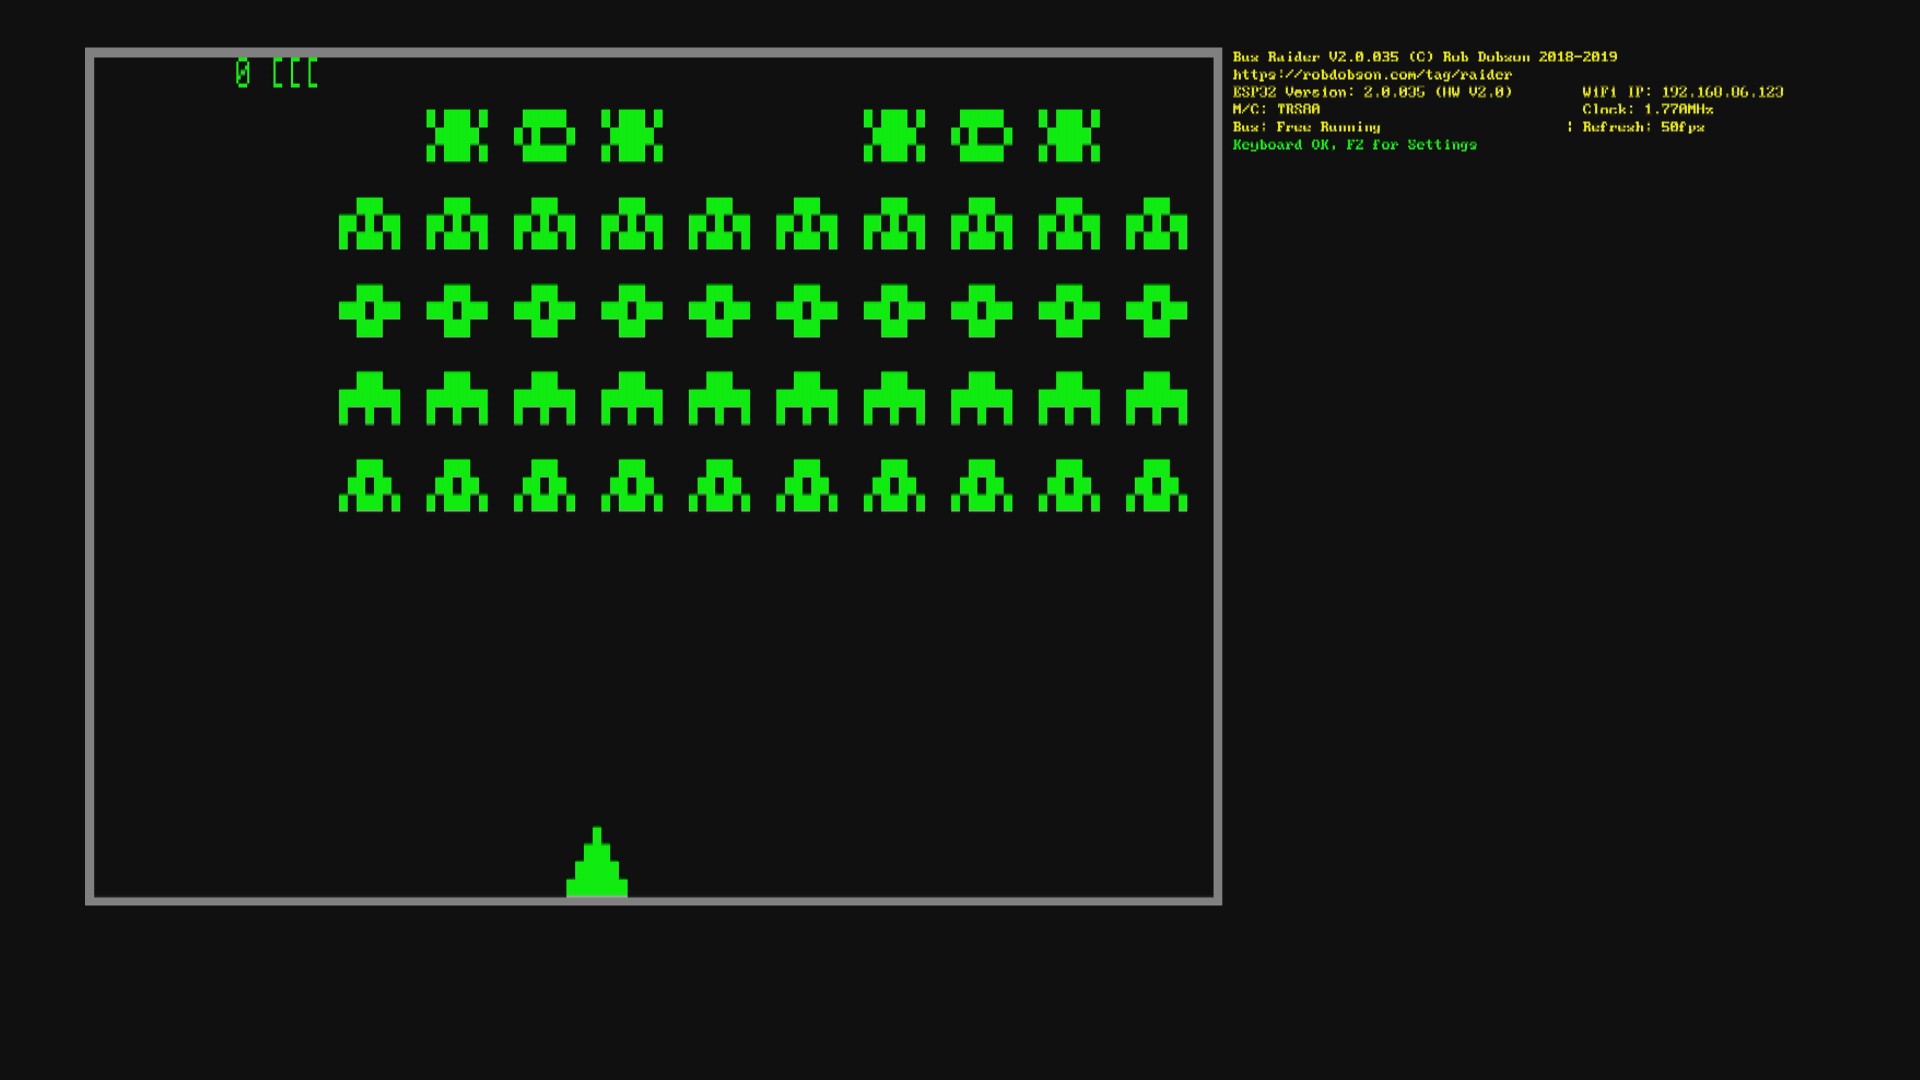 0 [[[
Bus Raider V2.0.035 (C) Rob Dobson 2018-2019
https://robdobson.com/tag/raider
ESP32 Version: 2.0.035 (HW V2.0) WiFi IP: 192.168.86.123
M/C: TRS80 Clock: 1.770MHz
Bus: Free Running | Refresh: 50fps
Keyboard OK, F2 for Settings